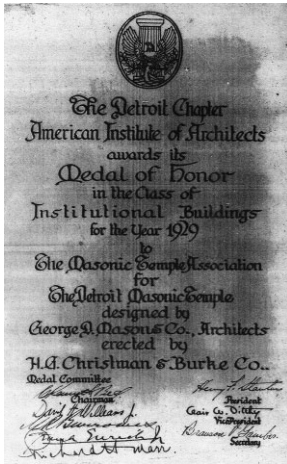 The Detroit Chapter
American Institute of Architects
awards its
Medal of Honor
in the Class of
Institutional Buildings
for the Year 1929
to
The Masonic Temple Association
for
The Detroit Masonic Temple
designed by
George D. Mason & Co., Architects
erected by
H.G. Christman & Burke Co..
Medal Committee
Chairman
President
Vice President
Secretary